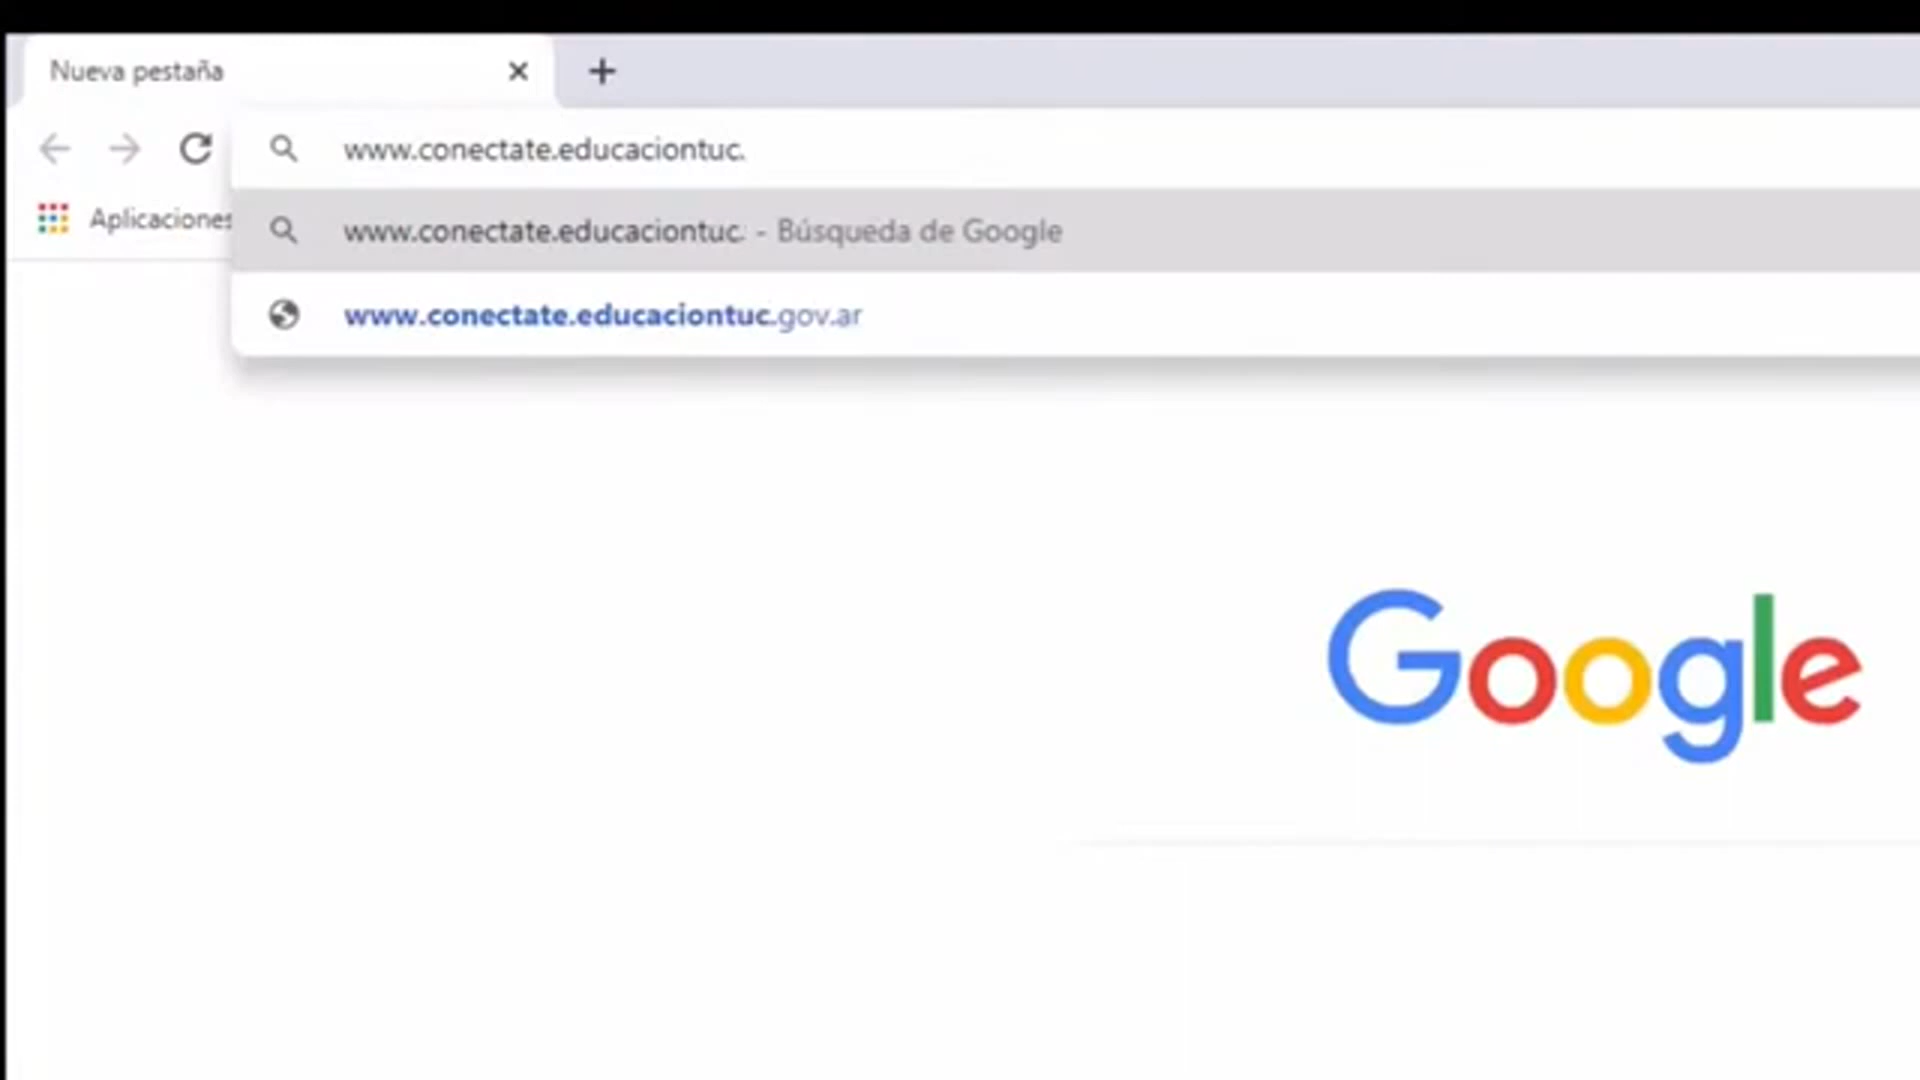 Nueva pestaña
www.conectate.educaciontuc.
Aplicaciones
www.conectate.educaciontuc. - Búsqueda de Google
www.conectate.educaciontuc.gov.ar
Google